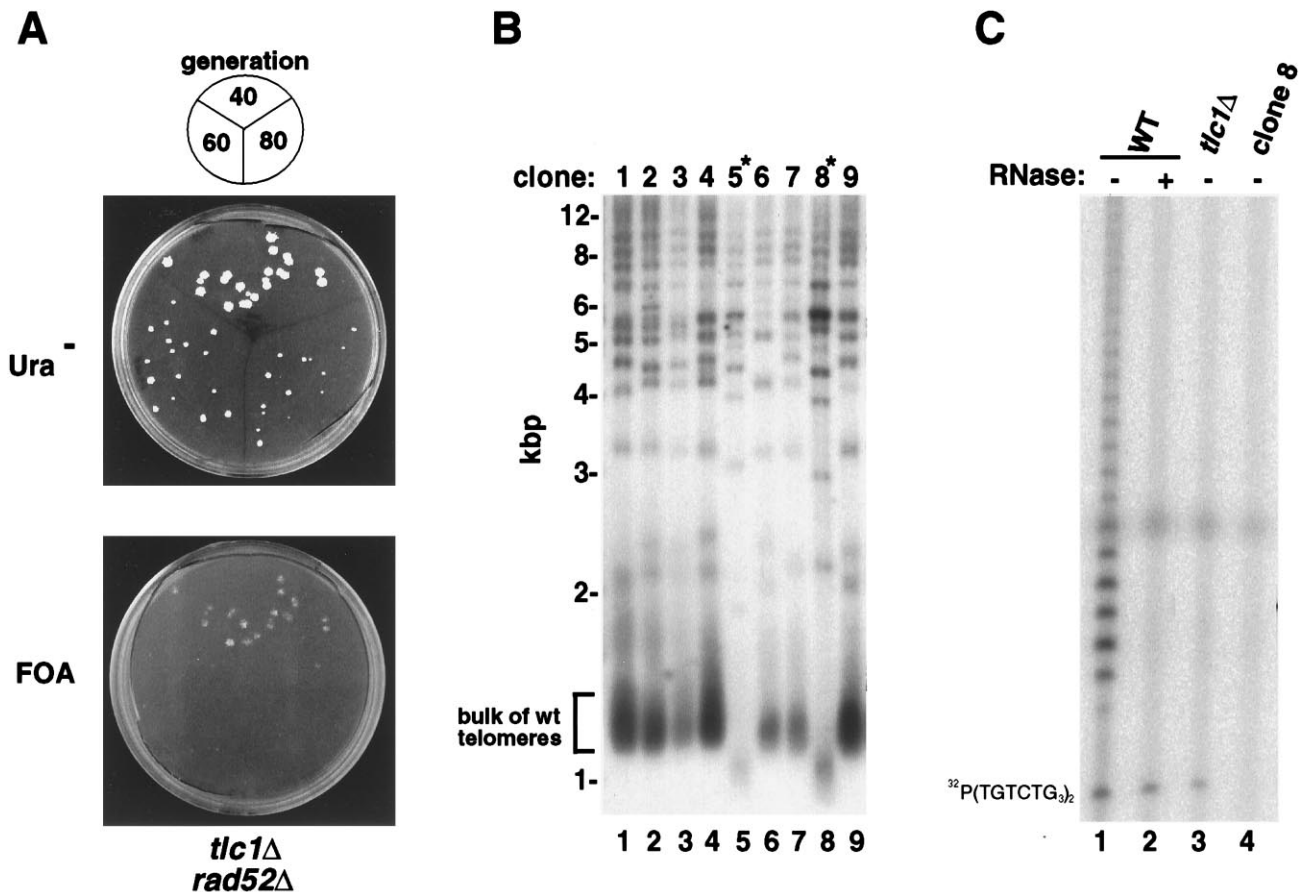 A
generation
40
60 80
Ura -
FOA
tlc1Δ
rad52Δ
B
clone: 1 2 3 4 5* 6 7 8* 9
12-
8-
6-
5-
4-
3-
2-
1-
kbp
bulk of wt
telomeres
1 2 3 4 5 6 7 8 9
C
WT tlc1Δ clone 8
RNase: - + - -
³²P(TGTCTG₃)₂
1 2 3 4